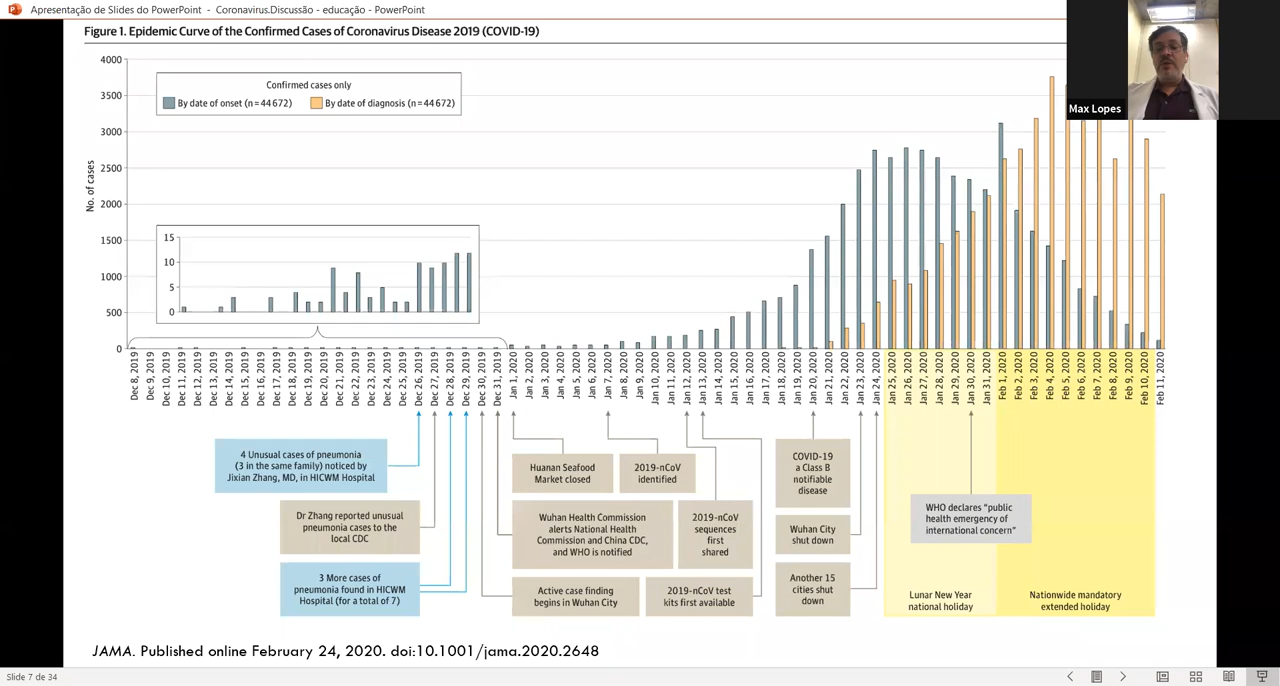 Apresentação de Slides do PowerPoint - Coronavirus.Discussão - educação - PowerPoint
Figure 1. Epidemic Curve of the Confirmed Cases of Coronavirus Disease 2019 (COVID-19)
Max Lopes
4000
3500
3000
2500
2000
1500
1000
500
0
No. of cases
Confirmed cases only
By date of onset (n=44672)
By date of diagnosis (n=44672)
15
10
5
0
Dec 8, 2019
Dec 9, 2019
Dec 10, 2019
Dec 11, 2019
Dec 12, 2019
Dec 13, 2019
Dec 14, 2019
Dec 15, 2019
Dec 16, 2019
Dec 17, 2019
Dec 18, 2019
Dec 19, 2019
Dec 20, 2019
Dec 21, 2019
Dec 22, 2019
Dec 23, 2019
Dec 24, 2019
Dec 25, 2019
Dec 26, 2019
Dec 27, 2019
Dec 28, 2019
Dec 29, 2019
Dec 30, 2019
Dec 31, 2019
Jan 1, 2020
Jan 2, 2020
Jan 3, 2020
Jan 4, 2020
Jan 5, 2020
Jan 6, 2020
Jan 7, 2020
Jan 8, 2020
Jan 9, 2020
Jan 10, 2020
Jan 11, 2020
Jan 12, 2020
Jan 13, 2020
Jan 14, 2020
Jan 15, 2020
Jan 16, 2020
Jan 17, 2020
Jan 18, 2020
Jan 19, 2020
Jan 20, 2020
Jan 21, 2020
Jan 22, 2020
Jan 23, 2020
Jan 24, 2020
Jan 25, 2020
Jan 26, 2020
Jan 27, 2020
Jan 28, 2020
Jan 29, 2020
Jan 30, 2020
Jan 31, 2020
Feb 1, 2020
Feb 2, 2020
Feb 3, 2020
Feb 4, 2020
Feb 5, 2020
Feb 6, 2020
Feb 7, 2020
Feb 8, 2020
Feb 9, 2020
Feb 10, 2020
Feb 11, 2020
4 Unusual cases of pneumonia
(3 in the same family) noticed by
Jixian Zhang, MD, in HICWM Hospital
Dr Zhang reported unusual
pneumonia cases to the
local CDC
3 More cases of
pneumonia found in HICWM
Hospital (for a total of 7)
Huanan Seafood
Market closed
2019-nCoV
identified
Wuhan Health Commission
alerts National Health
Commission and China CDC,
and WHO is notified
2019-nCoV
sequences
first
shared
Active case finding
begins in Wuhan City
2019-nCoV test
kits first available
COVID-19
a Class B
notifiable
disease
Wuhan City
shut down
Another 15
cities shut
down
WHO declares "public
health emergency of
international concern"
Lunar New Year
national holiday
Nationwide mandatory
extended holiday
JAMA. Published online February 24, 2020. doi:10.1001/jama.2020.2648
Slide 7 de 34